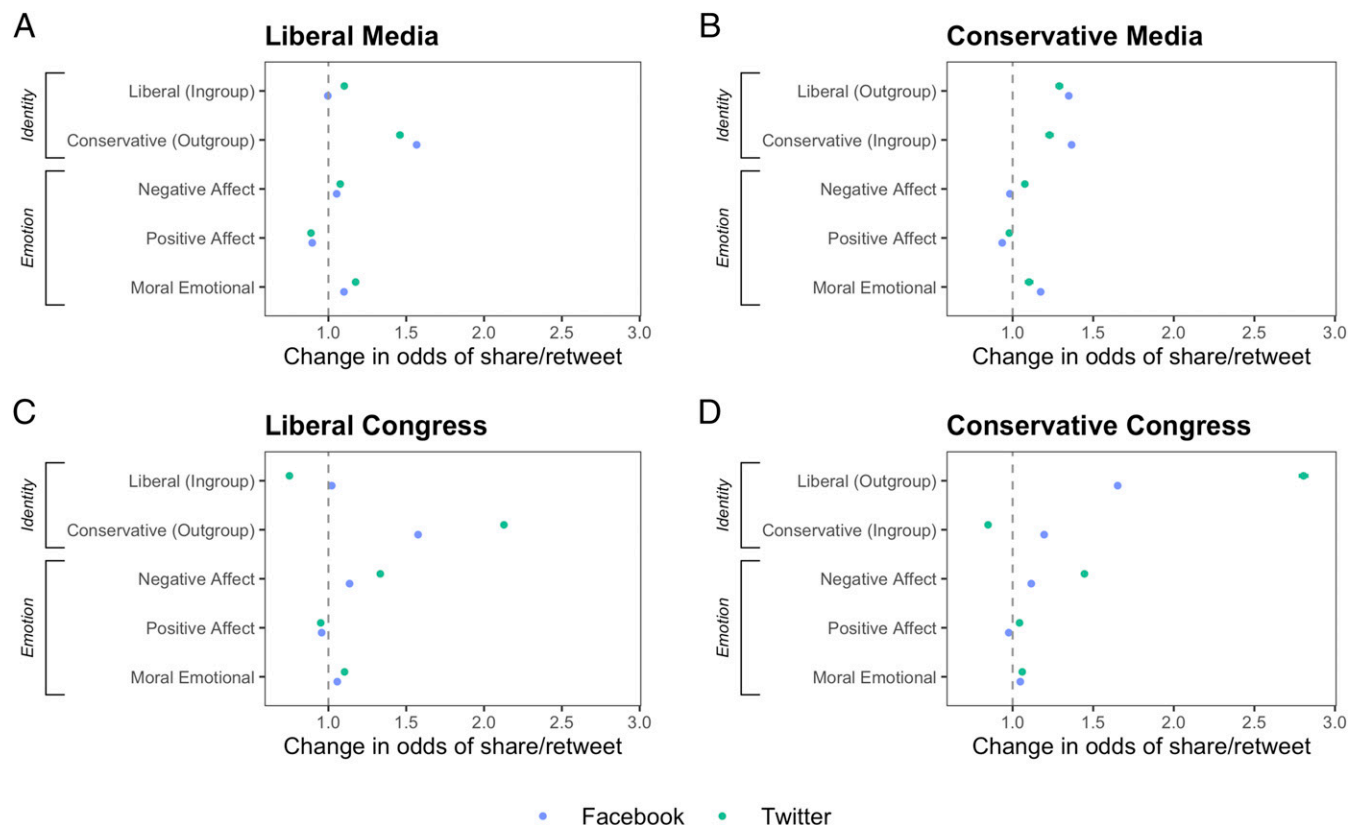 A
Liberal Media
Identity
Liberal (Ingroup)
Conservative (Outgroup)
Emotion
Negative Affect
Positive Affect
Moral Emotional
1.0 1.5 2.0 2.5 3.0
Change in odds of share/retweet
B
Conservative Media
Identity
Liberal (Outgroup)
Conservative (Ingroup)
Emotion
Negative Affect
Positive Affect
Moral Emotional
1.0 1.5 2.0 2.5 3.0
Change in odds of share/retweet
C
Liberal Congress
Identity
Liberal (Ingroup)
Conservative (Outgroup)
Emotion
Negative Affect
Positive Affect
Moral Emotional
1.0 1.5 2.0 2.5 3.0
Change in odds of share/retweet
D
Conservative Congress
Identity
Liberal (Outgroup)
Conservative (Ingroup)
Emotion
Negative Affect
Positive Affect
Moral Emotional
1.0 1.5 2.0 2.5 3.0
Change in odds of share/retweet
Facebook Twitter